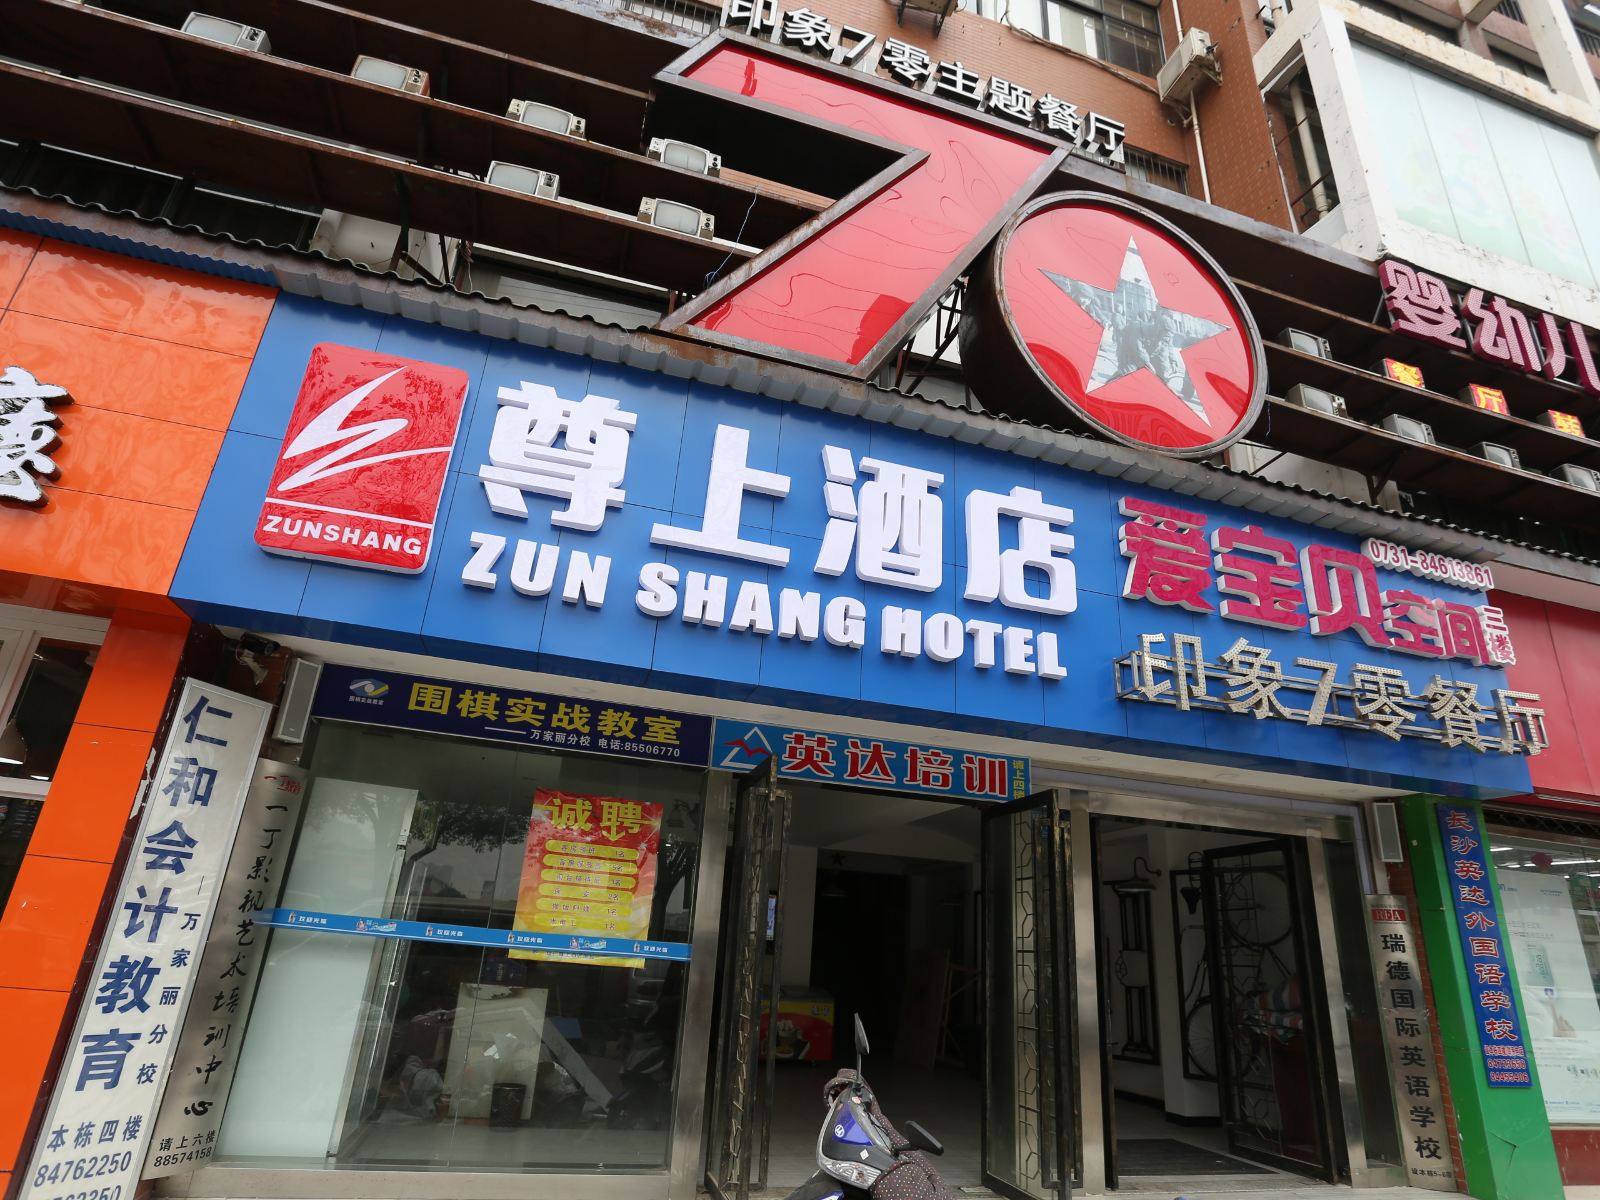 印象7零主题餐厅
70
婴幼儿
餐厅
ZUNSHANG
尊上酒店
ZUN SHANG HOTEL
爱宝贝空间三楼
0731-84613861
印象7零餐厅
围棋实战教室
万家丽分校 电话:85506770
英达培训
请上四楼
诚聘
欢迎光临
仁和会计教育
万家丽分校
本栋四楼
84762250
一丁影视艺术培训中心
请上六楼
88574158
长沙英达外国语学校
84455406
瑞德国际英语学校